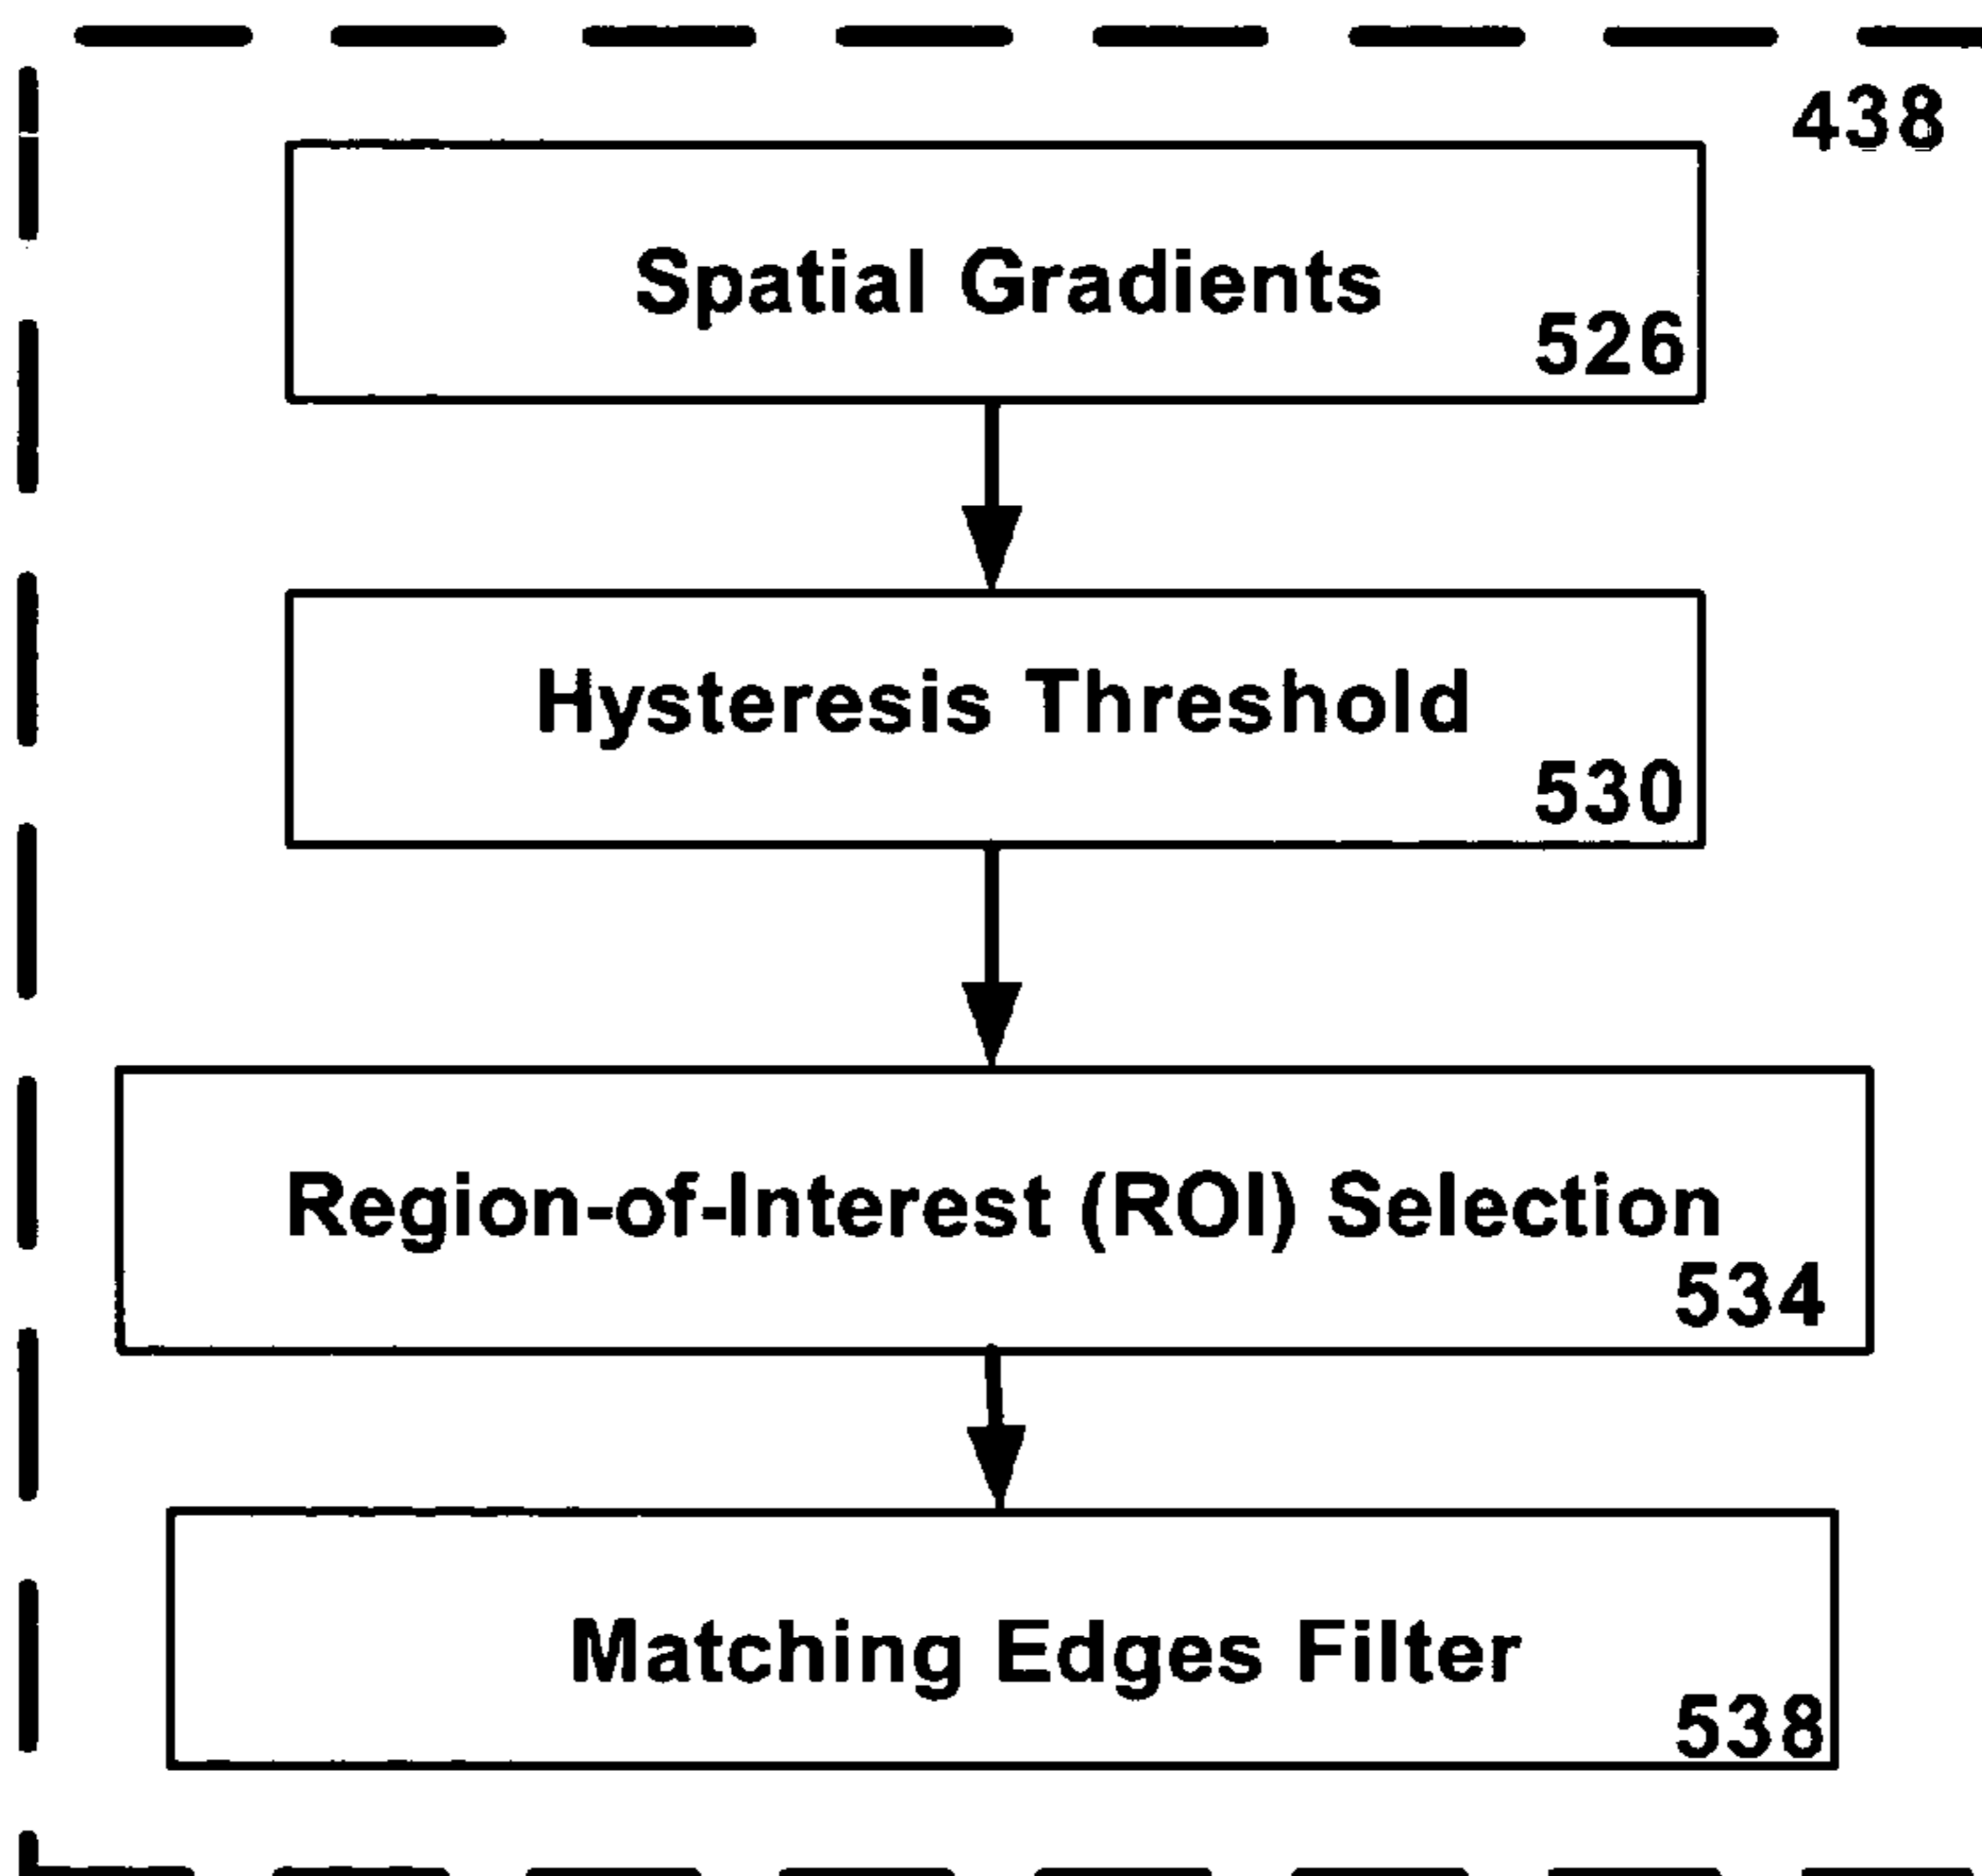 438
Spatial Gradients
526
Hysteresis Threshold
530
Region-of-Interest (ROI) Selection
534
Matching Edges Filter
538